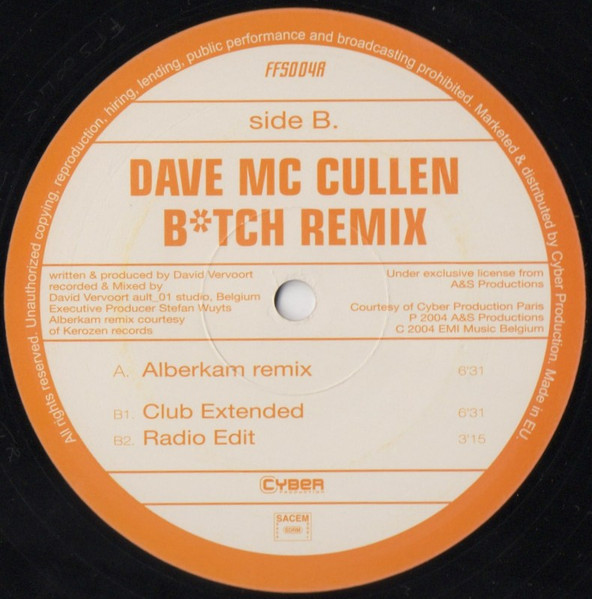 All rights reserved. Unauthorized copying, reproduction, hiring, lending, public performance and broadcasting prohibited. Marketed & distributed by Cyber Production. Made in EU.
FFS004R
side B.
DAVE MC CULLEN
B*TCH REMIX
written & produced by David Vervoort
recorded & Mixed by
David Vervoort ault_01 studio, Belgium
Executive Producer Stefan Wuyts
Alberkam remix courtesy
of Kerozen records
Under exclusive license from
A&S Productions
Courtesy of Cyber Production Paris
P 2004 A&S Productions
C 2004 EMI Music Belgium
A. Alberkam remix 6'31
B1. Club Extended 6'31
B2. Radio Edit 3'15
CYBER
PRODUCTION
SACEM